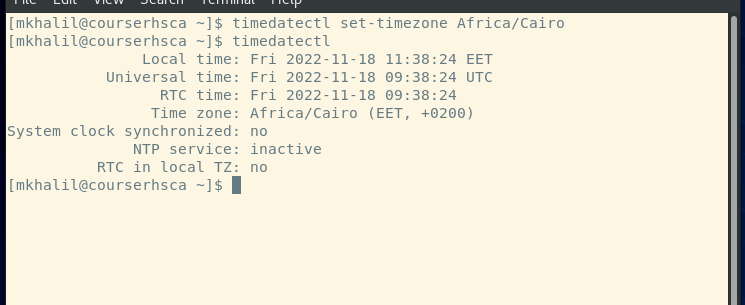 File Edit View Search Terminal Help
[mkhalil@courserhsca ~]$ timedatectl set-timezone Africa/Cairo
[mkhalil@courserhsca ~]$ timedatectl
Local time: Fri 2022-11-18 11:38:24 EET
Universal time: Fri 2022-11-18 09:38:24 UTC
RTC time: Fri 2022-11-18 09:38:24
Time zone: Africa/Cairo (EET, +0200)
System clock synchronized: no
NTP service: inactive
RTC in local TZ: no
[mkhalil@courserhsca ~]$